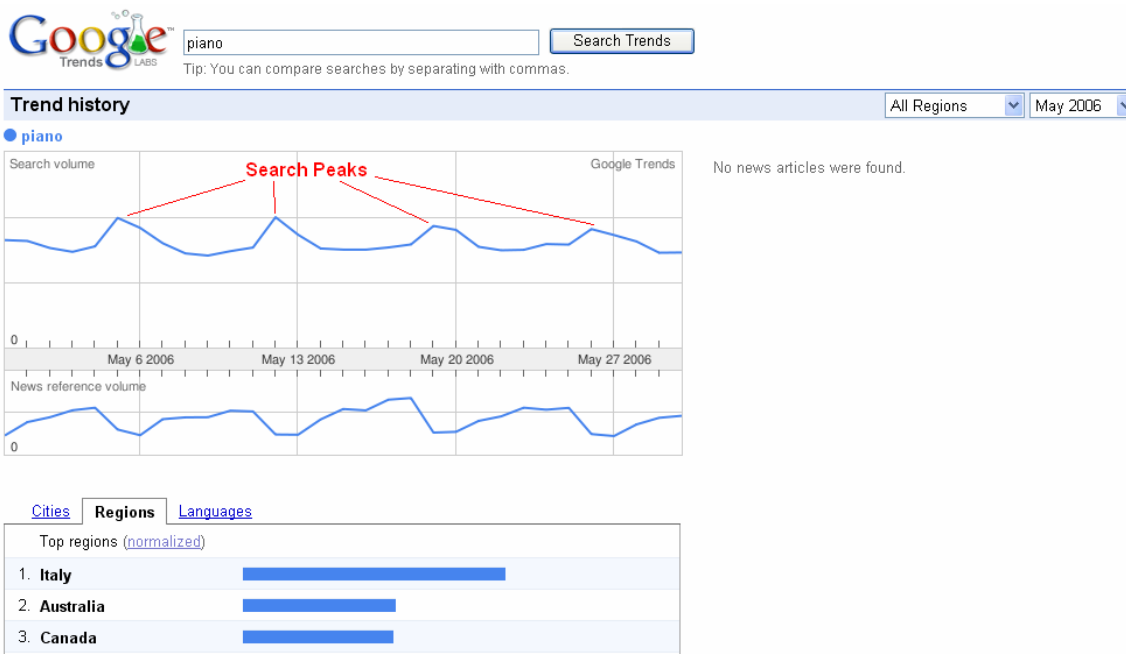 Google™
Trends LABS
piano
Search Trends
Tip: You can compare searches by separating with commas.
Trend history
All Regions
May 2006
piano
Search volume
Search Peaks
Google Trends
No news articles were found.
0
May 6 2006 May 13 2006 May 20 2006 May 27 2006
News reference volume
0
Cities Regions Languages
Top regions (normalized)
1. Italy
2. Australia
3. Canada